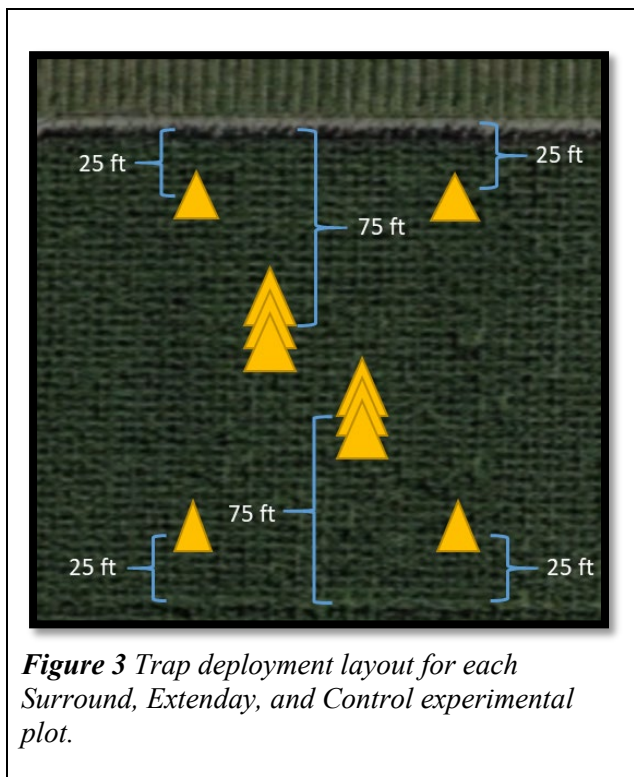 25 ft
25 ft
75 ft
75 ft
25 ft
25 ft
Figure 3 Trap deployment layout for each
Surround, Extenday, and Control experimental
plot.